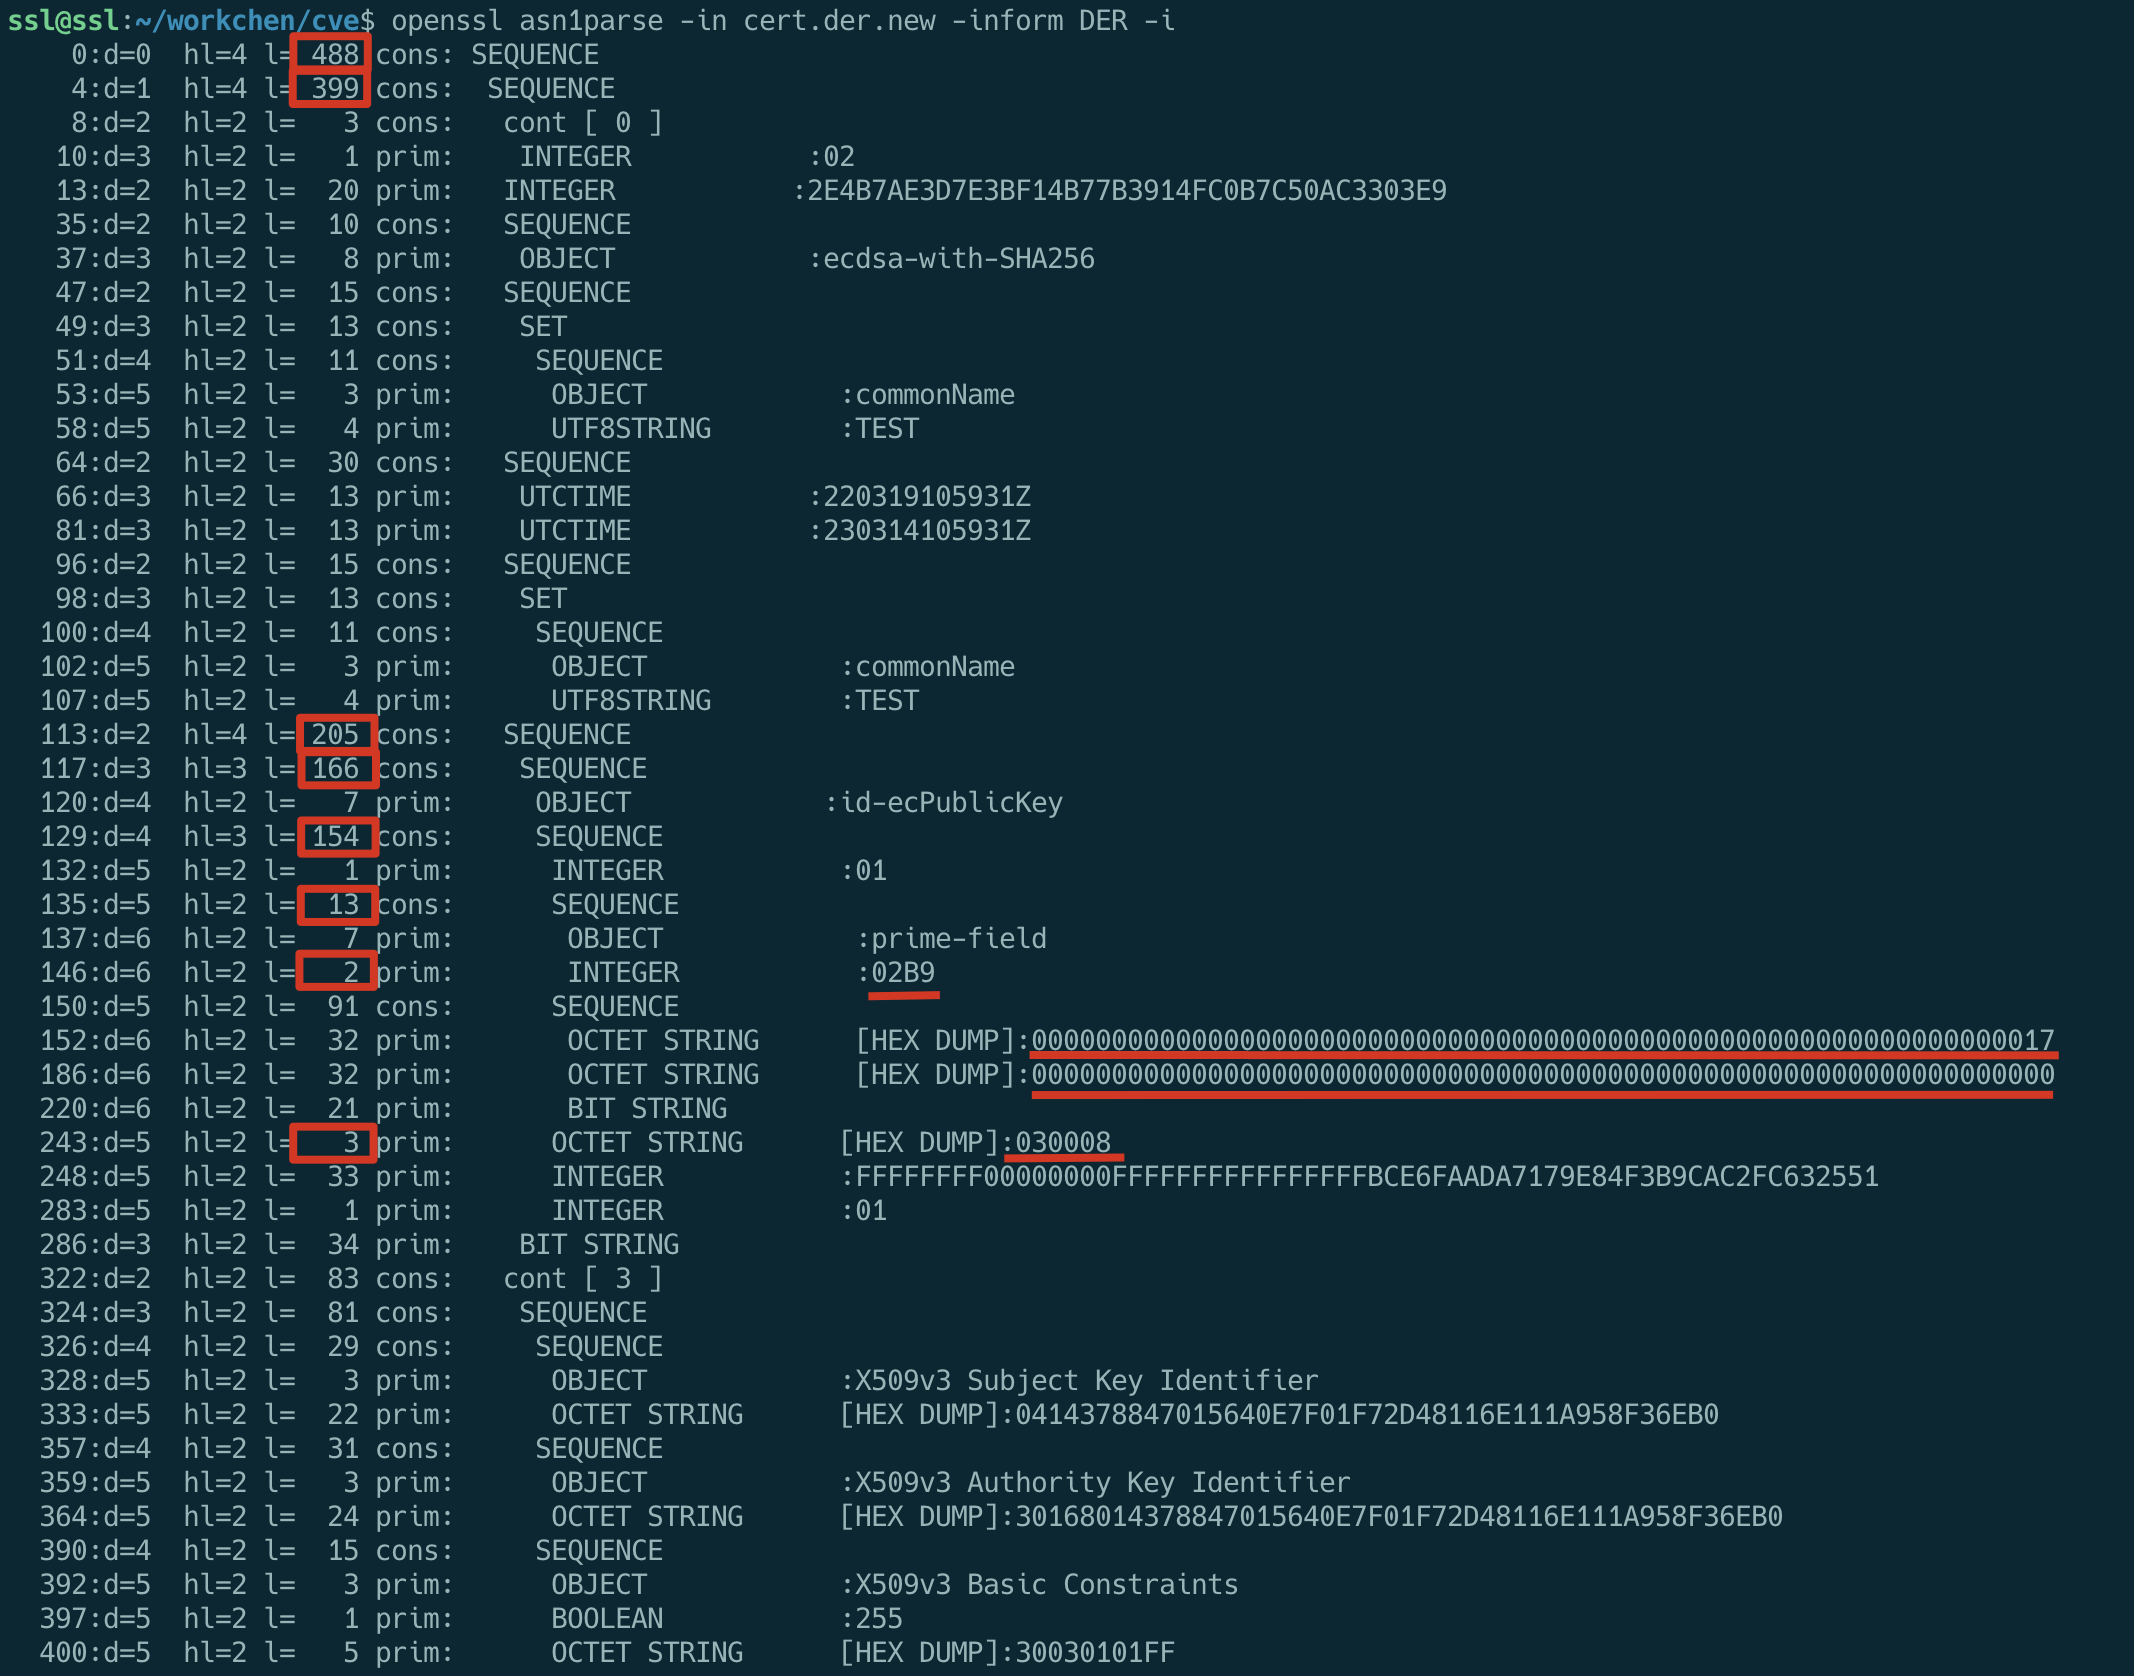 ssl@ssl:~/workchen/cve$ openssl asn1parse -in cert.der.new -inform DER -i
    0:d=0  hl=4 l= 488 cons: SEQUENCE
    4:d=1  hl=4 l= 399 cons:  SEQUENCE
    8:d=2  hl=2 l=   3 cons:   cont [ 0 ]
   10:d=3  hl=2 l=   1 prim:    INTEGER           :02
   13:d=2  hl=2 l=  20 prim:   INTEGER           :2E4B7AE3D7E3BF14B77B3914FC0B7C50AC3303E9
   35:d=2  hl=2 l=  10 cons:   SEQUENCE
   37:d=3  hl=2 l=   8 prim:    OBJECT            :ecdsa-with-SHA256
   47:d=2  hl=2 l=  15 cons:   SEQUENCE
   49:d=3  hl=2 l=  13 cons:    SET
   51:d=4  hl=2 l=  11 cons:     SEQUENCE
   53:d=5  hl=2 l=   3 prim:      OBJECT            :commonName
   58:d=5  hl=2 l=   4 prim:      UTF8STRING        :TEST
   64:d=2  hl=2 l=  30 cons:   SEQUENCE
   66:d=3  hl=2 l=  13 prim:    UTCTIME           :220319105931Z
   81:d=3  hl=2 l=  13 prim:    UTCTIME           :230314105931Z
   96:d=2  hl=2 l=  15 cons:   SEQUENCE
   98:d=3  hl=2 l=  13 cons:    SET
  100:d=4  hl=2 l=  11 cons:     SEQUENCE
  102:d=5  hl=2 l=   3 prim:      OBJECT            :commonName
  107:d=5  hl=2 l=   4 prim:      UTF8STRING        :TEST
  113:d=2  hl=4 l= 205 cons:   SEQUENCE
  117:d=3  hl=3 l= 166 cons:    SEQUENCE
  120:d=4  hl=2 l=   7 prim:     OBJECT            :id-ecPublicKey
  129:d=4  hl=3 l= 154 cons:     SEQUENCE
  132:d=5  hl=2 l=   1 prim:      INTEGER           :01
  135:d=5  hl=2 l=  13 cons:      SEQUENCE
  137:d=6  hl=2 l=   7 prim:       OBJECT            :prime-field
  146:d=6  hl=2 l=   2 prim:       INTEGER           :02B9
  150:d=5  hl=2 l=  91 cons:      SEQUENCE
  152:d=6  hl=2 l=  32 prim:       OCTET STRING      [HEX DUMP]:0000000000000000000000000000000000000000000000000000000000000017
  186:d=6  hl=2 l=  32 prim:       OCTET STRING      [HEX DUMP]:0000000000000000000000000000000000000000000000000000000000000000
  220:d=6  hl=2 l=  21 prim:       BIT STRING
  243:d=5  hl=2 l=   3 prim:      OCTET STRING      [HEX DUMP]:030008
  248:d=5  hl=2 l=  33 prim:      INTEGER           :FFFFFFFF00000000FFFFFFFFFFFFFFFFBCE6FAADA7179E84F3B9CAC2FC632551
  283:d=5  hl=2 l=   1 prim:      INTEGER           :01
  286:d=3  hl=2 l=  34 prim:    BIT STRING
  322:d=2  hl=2 l=  83 cons:   cont [ 3 ]
  324:d=3  hl=2 l=  81 cons:    SEQUENCE
  326:d=4  hl=2 l=  29 cons:     SEQUENCE
  328:d=5  hl=2 l=   3 prim:      OBJECT            :X509v3 Subject Key Identifier
  333:d=5  hl=2 l=  22 prim:      OCTET STRING      [HEX DUMP]:0414378847015640E7F01F72D48116E111A958F36EB0
  357:d=4  hl=2 l=  31 cons:     SEQUENCE
  359:d=5  hl=2 l=   3 prim:      OBJECT            :X509v3 Authority Key Identifier
  364:d=5  hl=2 l=  24 prim:      OCTET STRING      [HEX DUMP]:30168014378847015640E7F01F72D48116E111A958F36EB0
  390:d=4  hl=2 l=  15 cons:     SEQUENCE
  392:d=5  hl=2 l=   3 prim:      OBJECT            :X509v3 Basic Constraints
  397:d=5  hl=2 l=   1 prim:      BOOLEAN           :255
  400:d=5  hl=2 l=   5 prim:      OCTET STRING      [HEX DUMP]:30030101FF